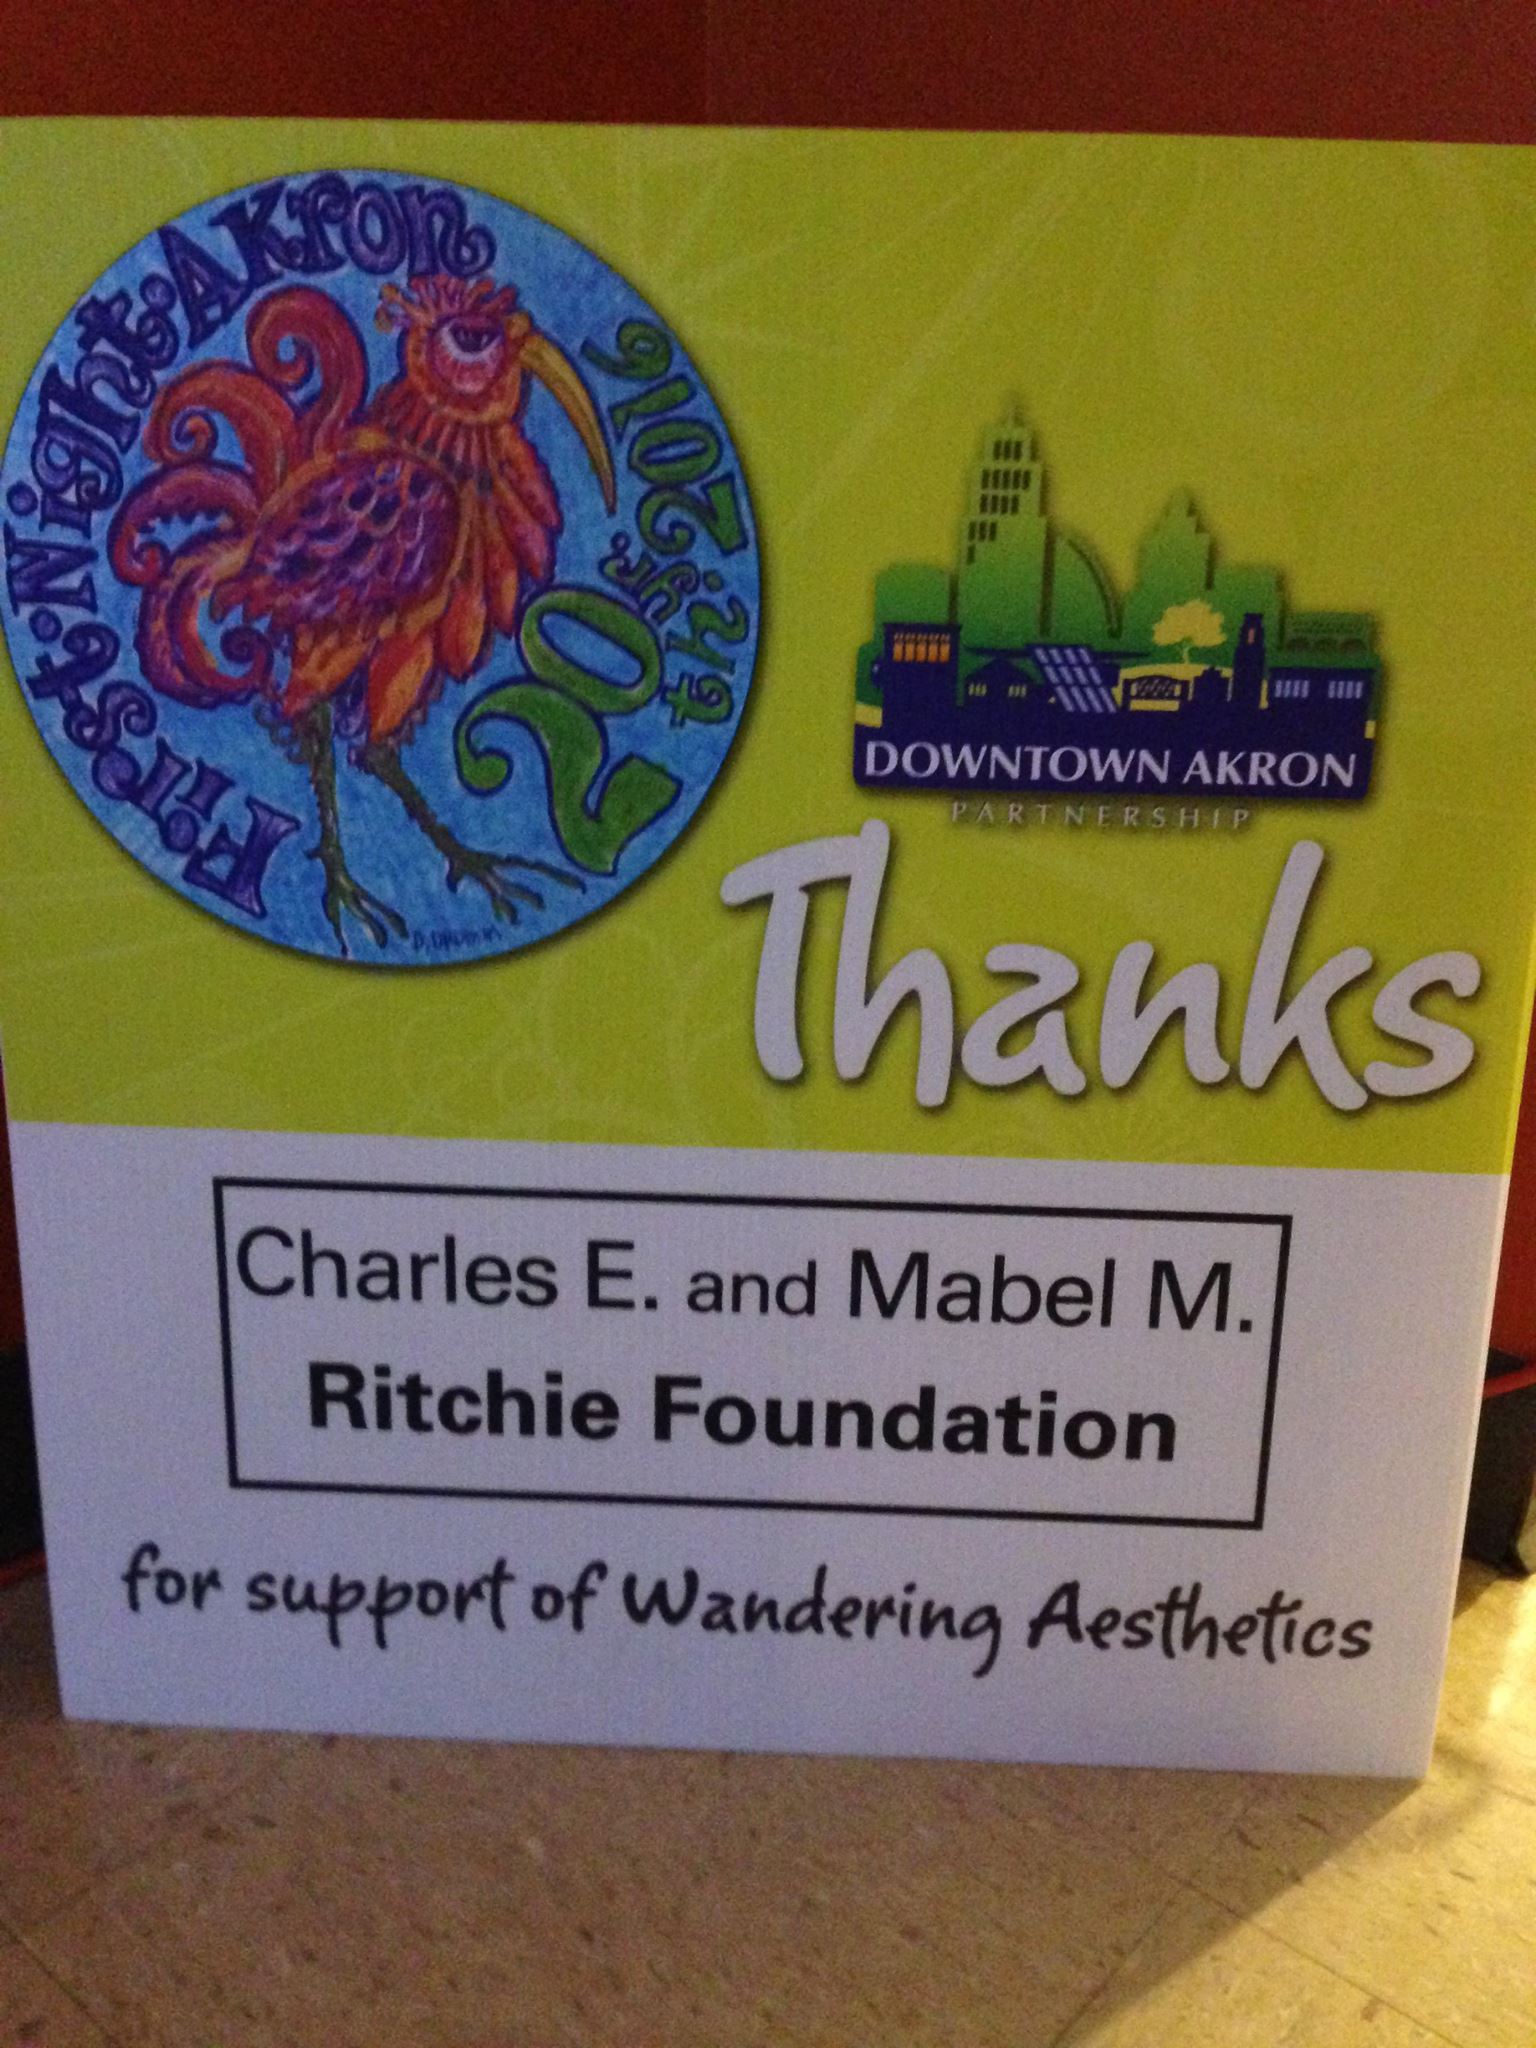 First Night Akron
2016
20th yr.
DOWNTOWN AKRON
PARTNERSHIP
Thanks
Charles E. and Mabel M.
Ritchie Foundation
for support of Wandering Aesthetics